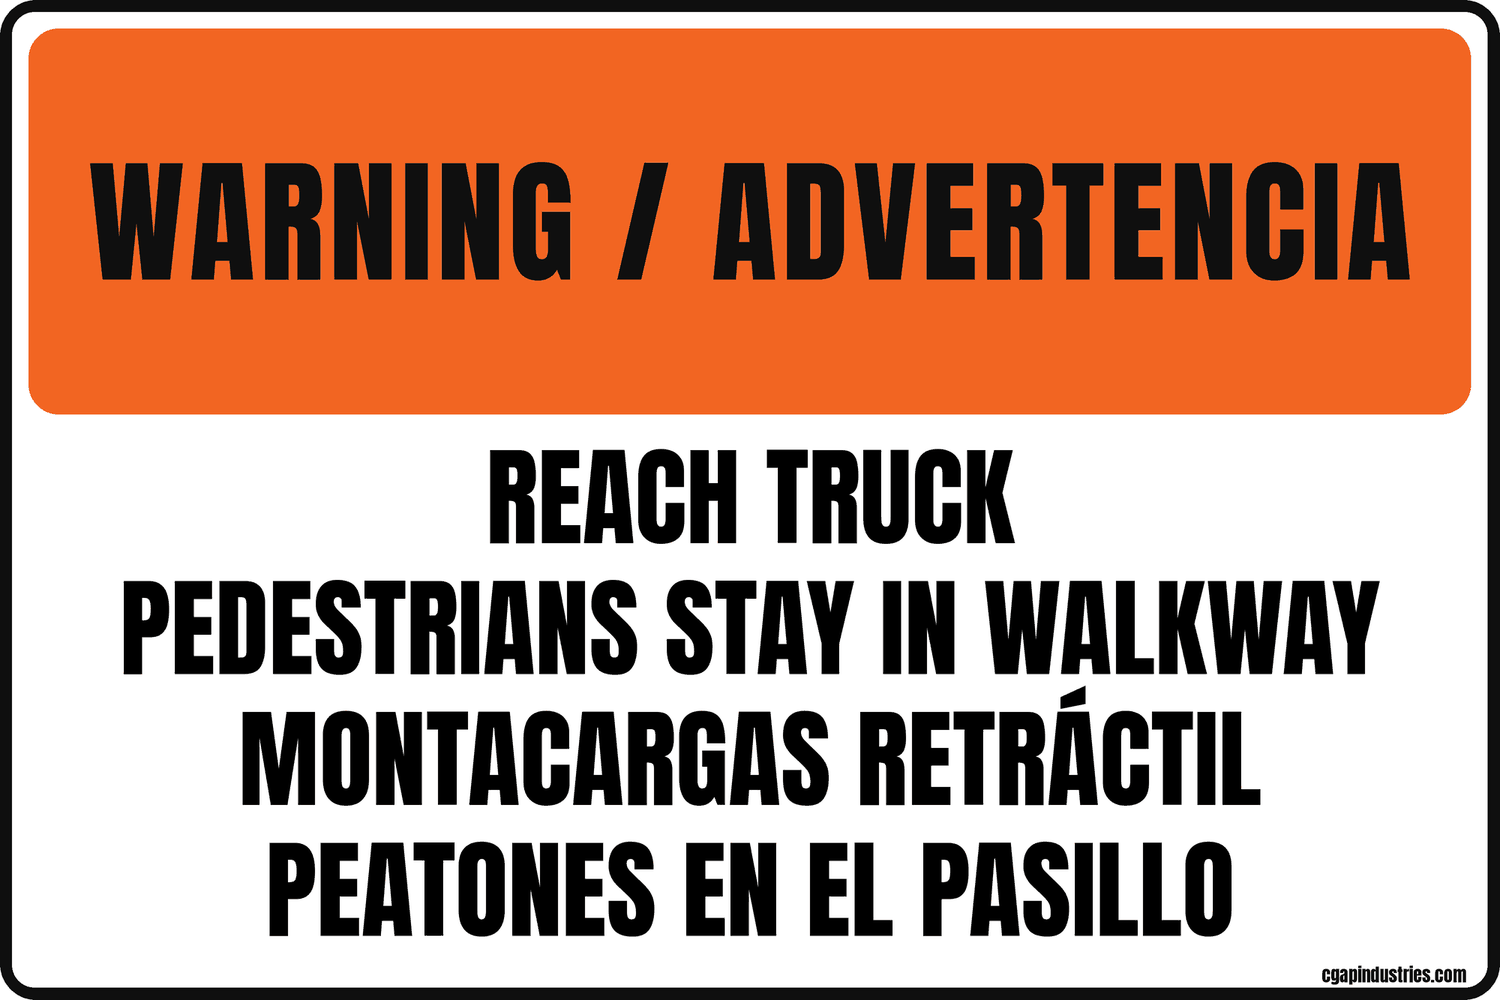 WARNING / ADVERTENCIA
REACH TRUCK
PEDESTRIANS STAY IN WALKWAY
MONTACARGAS RETRÁCTIL
PEATONES EN EL PASILLO
cgapindustries.com